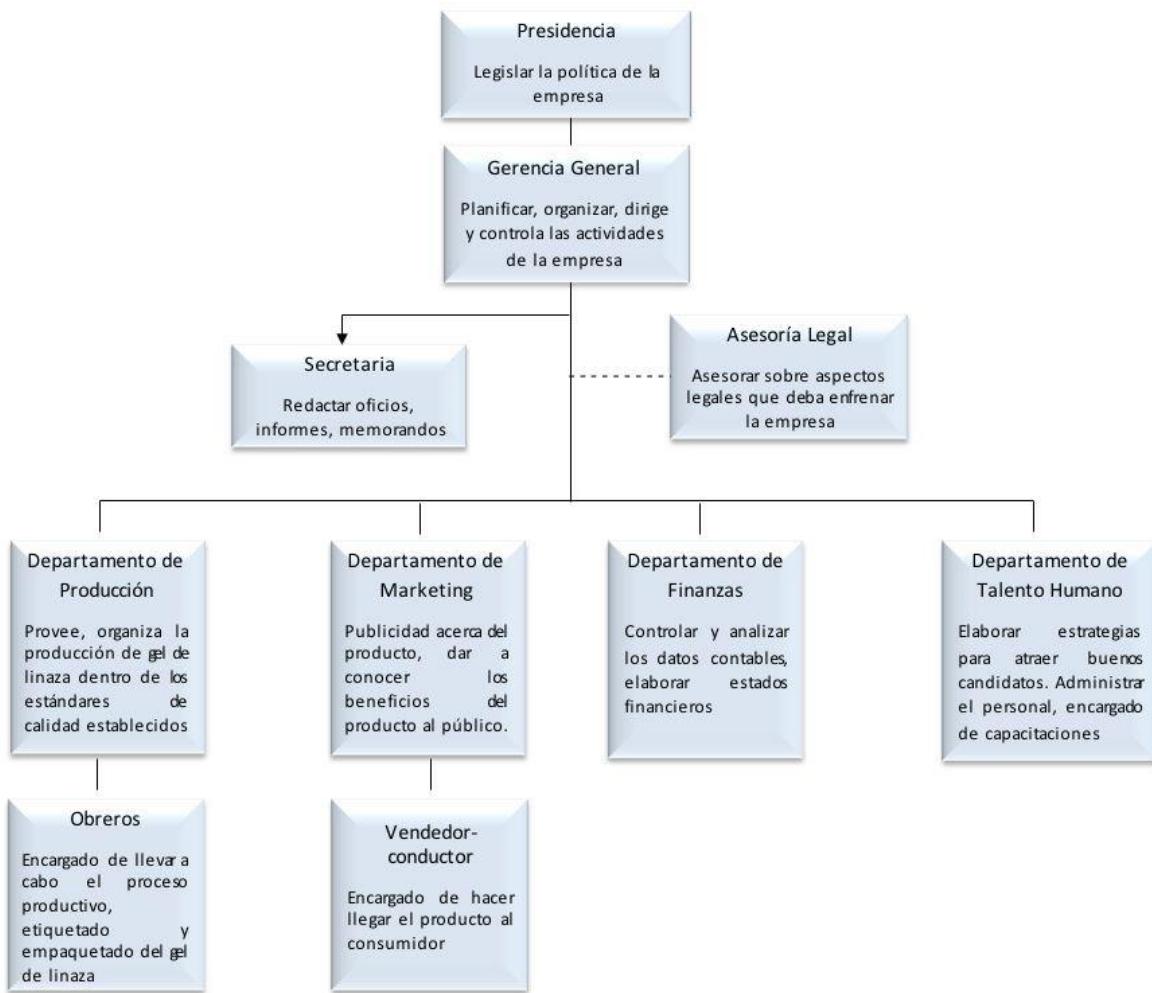 Presidencia
Legislar la política de la
empresa
Gerencia General
Planificar, organizar, dirige
y controla las actividades
de la empresa
Secretaria
Redactar oficios,
informes, memorandos
Asesoría Legal
Asesorar sobre aspectos
legales que deba enfrenar
la empresa
Departamento de
Producción
Provee, organiza la
producción de gel de
linaza dentro de los
estándares de
calidad establecidos
Departamento de
Marketing
Publicidad acerca del
producto, dar a
conocer los
beneficios del
producto al público.
Departamento de
Finanzas
Controlar y analizar
los datos contables,
elaborar estados
financieros
Departamento de
Talento Humano
Elaborar estrategias
para atraer buenos
candidatos. Administrar
el personal, encargado
de capacitaciones
Obreros
Encargado de llevar a
cabo el proceso
productivo,
etiquetado y
empaquetado del gel
de linaza
Vendedor-
conductor
Encargado de hacer
llegar el producto al
consumidor